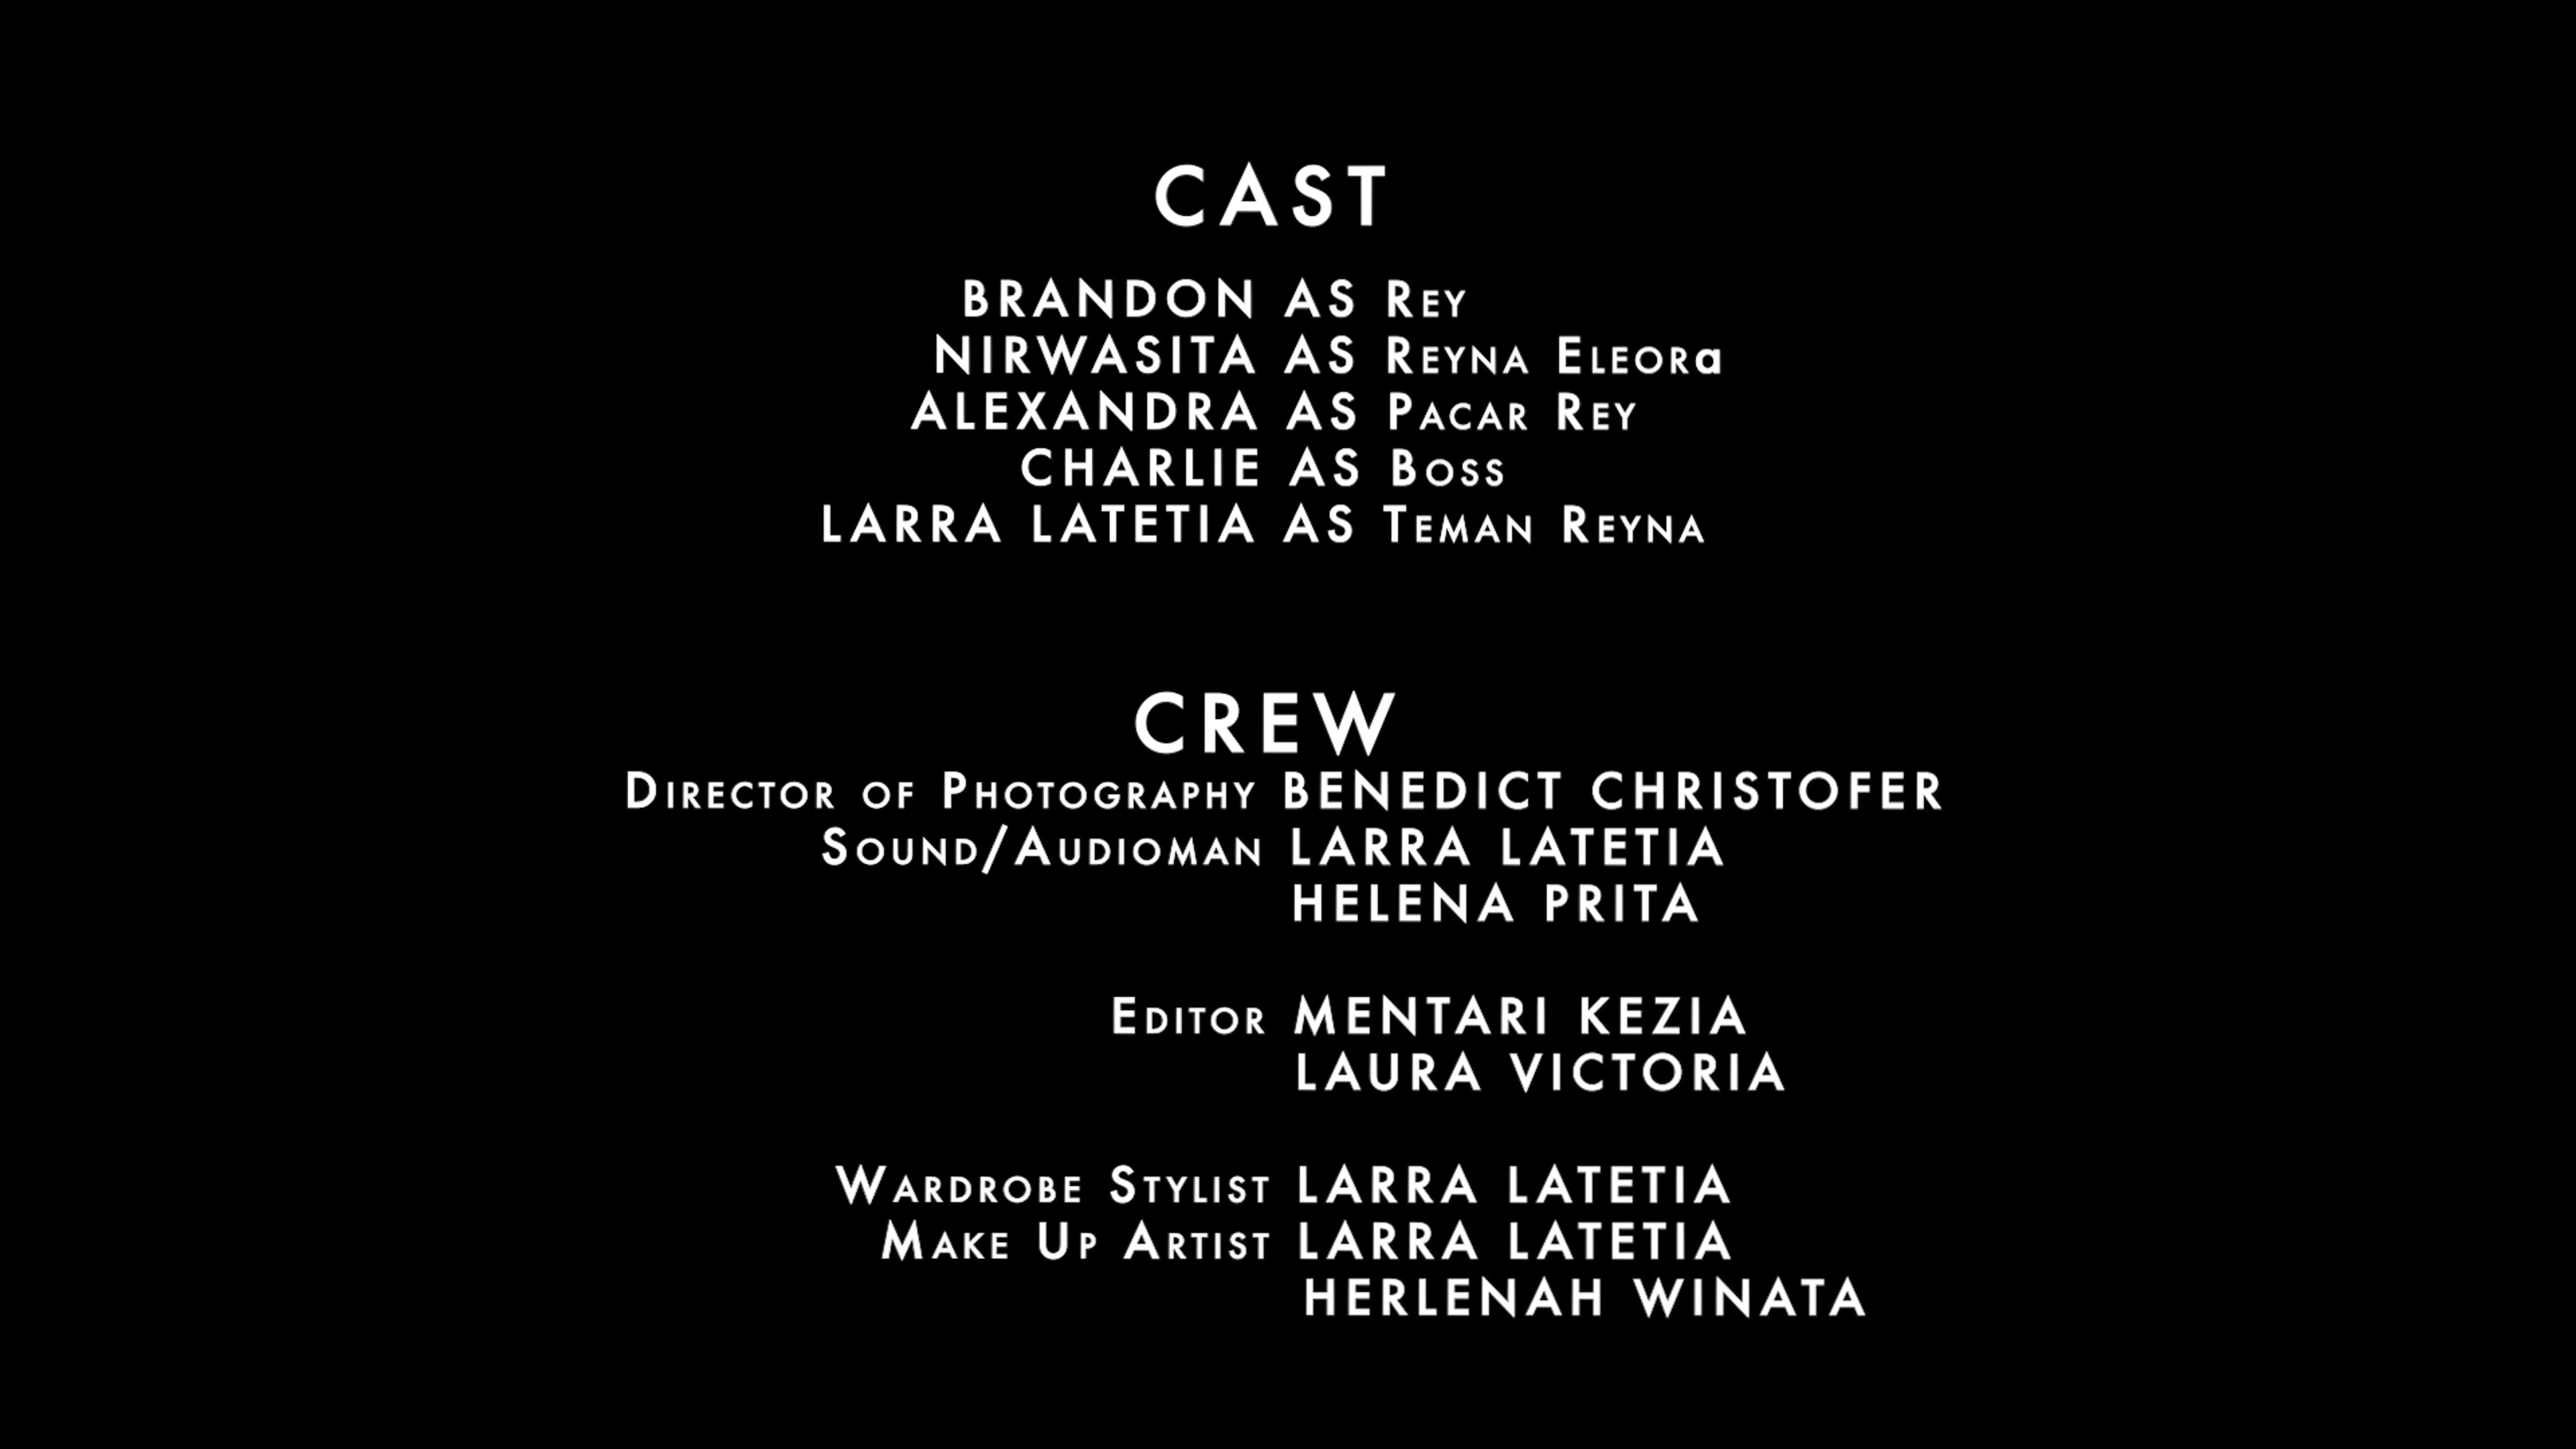 CAST
BRANDON AS Rey
NIRWASITA AS Reyna Eleora
ALEXANDRA AS Pacar Rey
CHARLIE AS Boss
LARRA LATETIA AS Teman Reyna
CREW
Director of Photography BENEDICT CHRISTOFER
Sound/Audioman LARRA LATETIA
HELENA PRITA
Editor MENTARI KEZIA
LAURA VICTORIA
Wardrobe Stylist LARRA LATETIA
Make Up Artist LARRA LATETIA
HERLENAH WINATA